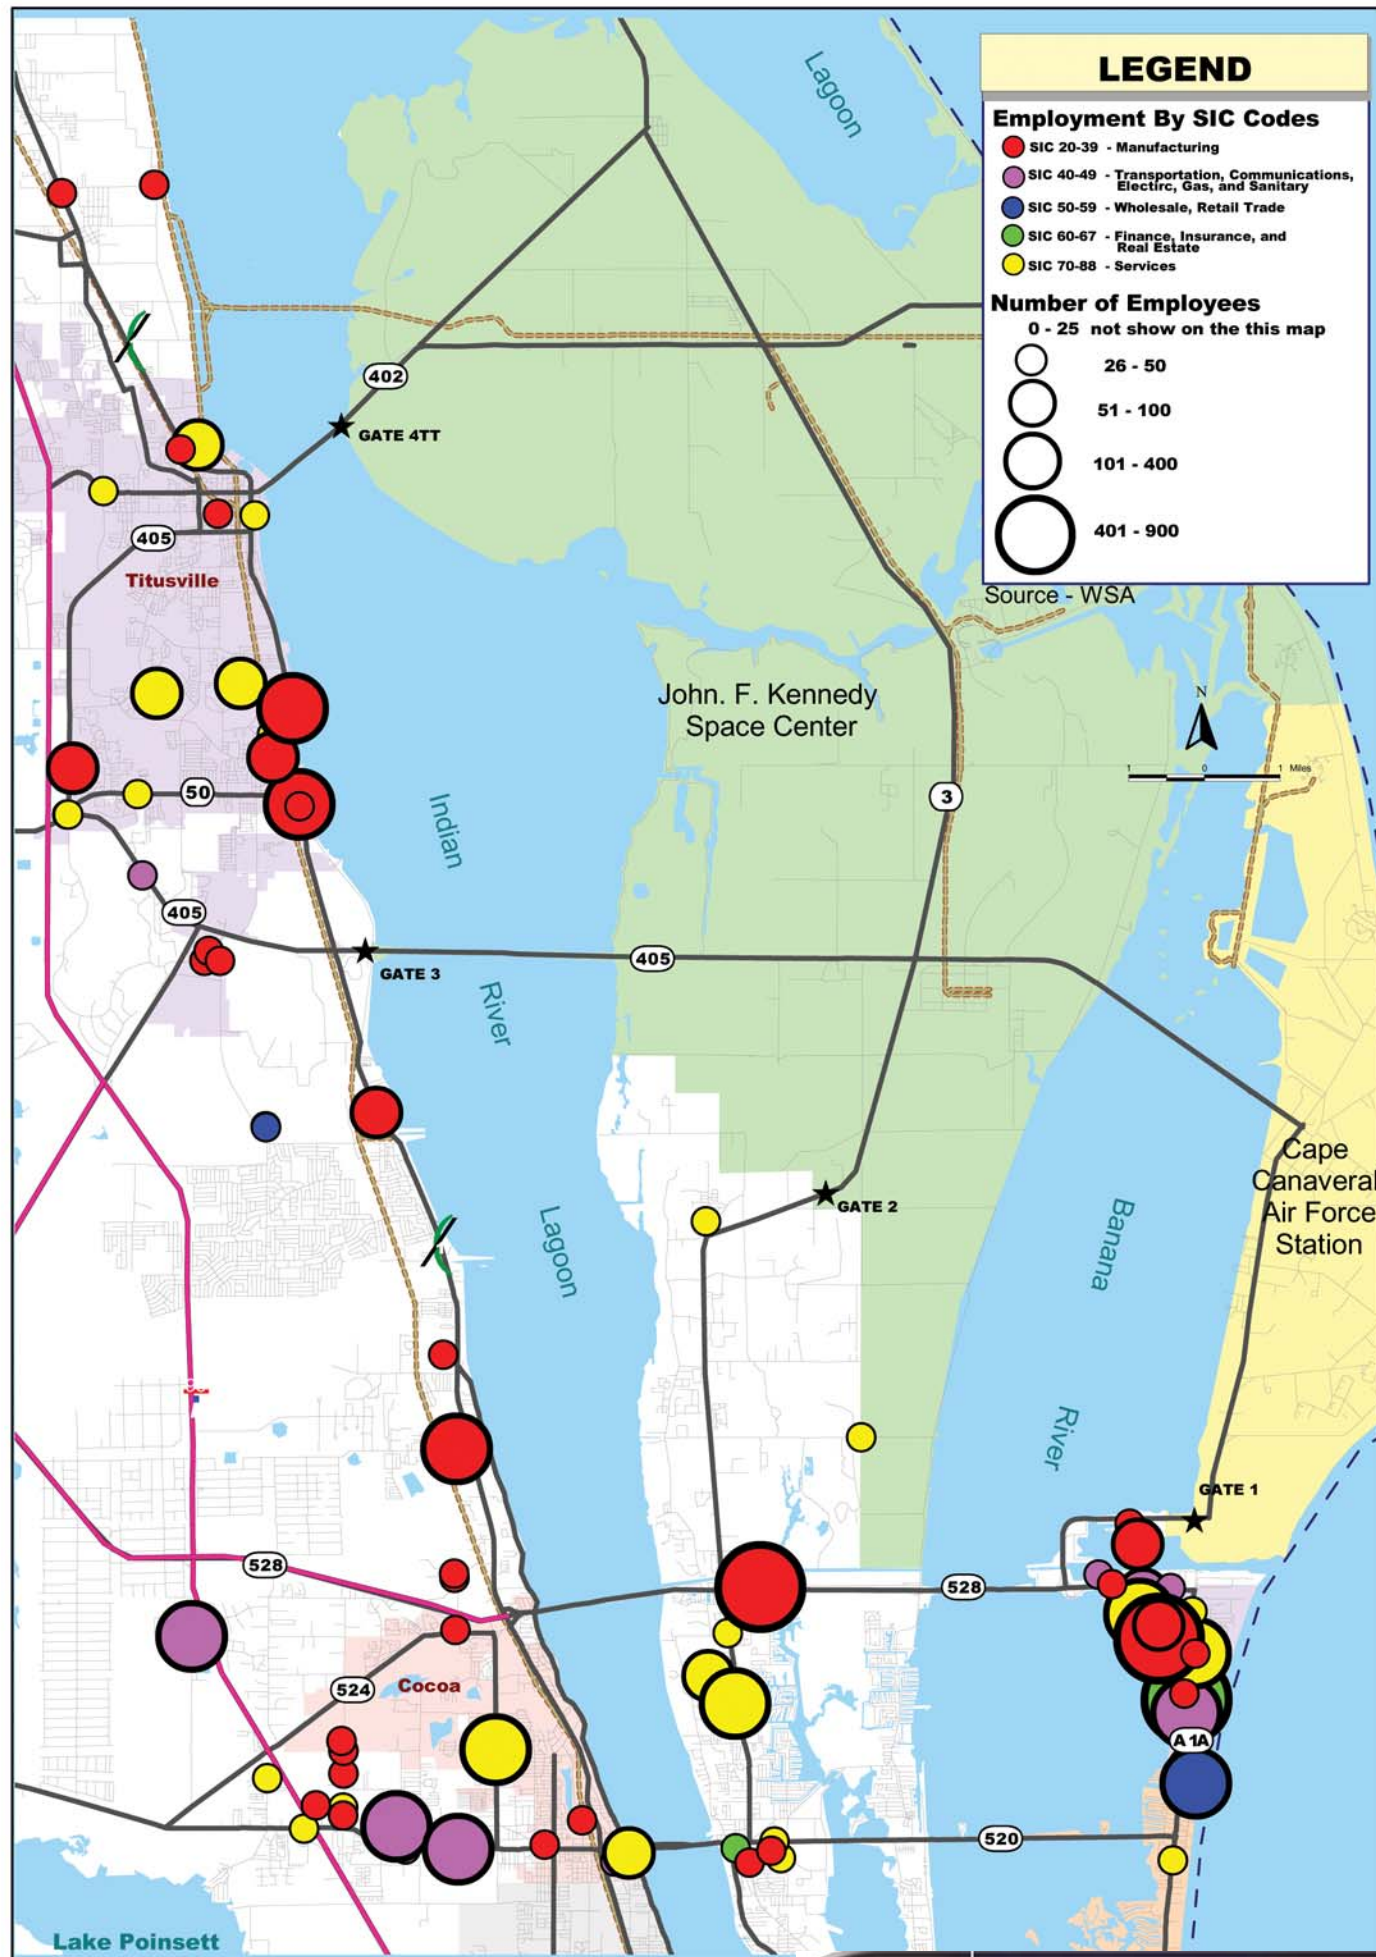 LEGEND
Employment By SIC Codes
SIC 20-39 - Manufacturing
SIC 40-49 - Transportation, Communications,
Electirc, Gas, and Sanitary
SIC 50-59 - Wholesale, Retail Trade
SIC 60-67 - Finance, Insurance, and
Real Estate
SIC 70-88 - Services
Number of Employees
0 - 25 not show on the this map
26 - 50
51 - 100
101 - 400
401 - 900
Source - WSA
Lagoon
402
GATE 4TT
405
Titusville
John. F. Kennedy
Space Center
N
1 0 1 Miles
50
3
Indian
River
Lagoon
405
GATE 3
405
GATE 2
Cape
Canaveral
Air Force
Station
Banana
River
GATE 1
528
528
524
Cocoa
A1A
520
Lake Poinsett